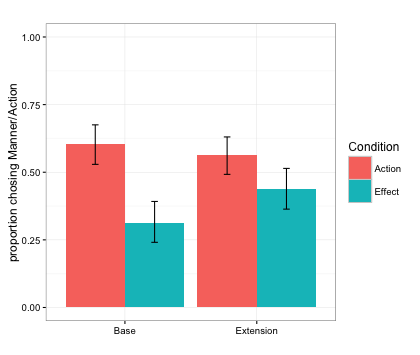 proportion chosing Manner/Action
1.00
0.75
0.50
0.25
0.00
Base
Extension
Condition
Action
Effect